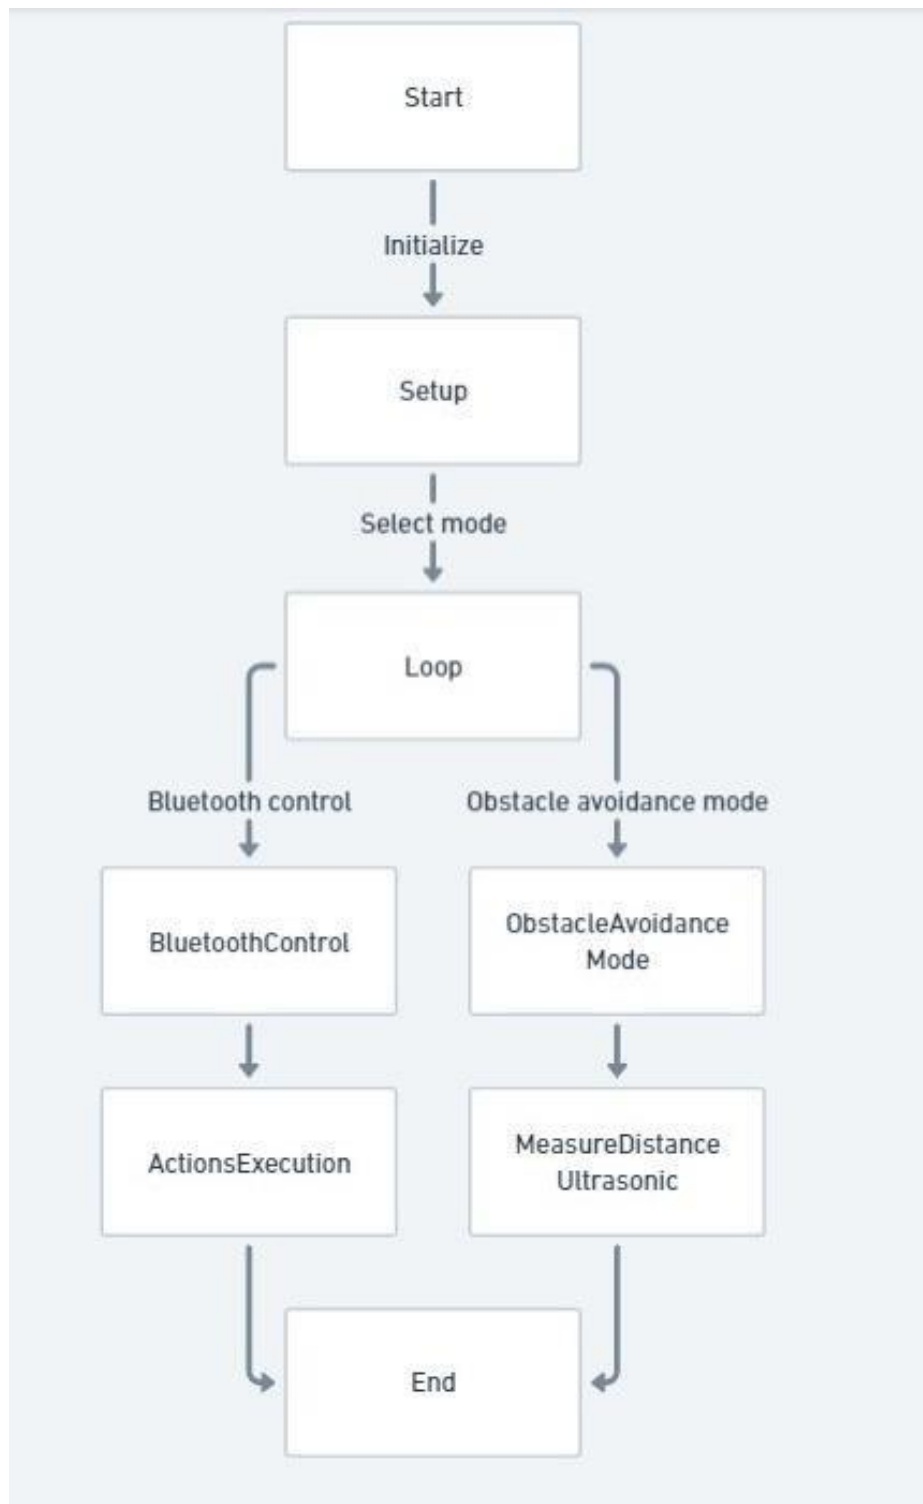 Start
Initialize
Setup
Select mode
Loop
Bluetooth control
Obstacle avoidance mode
BluetoothControl
ObstacleAvoidance
Mode
ActionsExecution
MeasureDistance
Ultrasonic
End